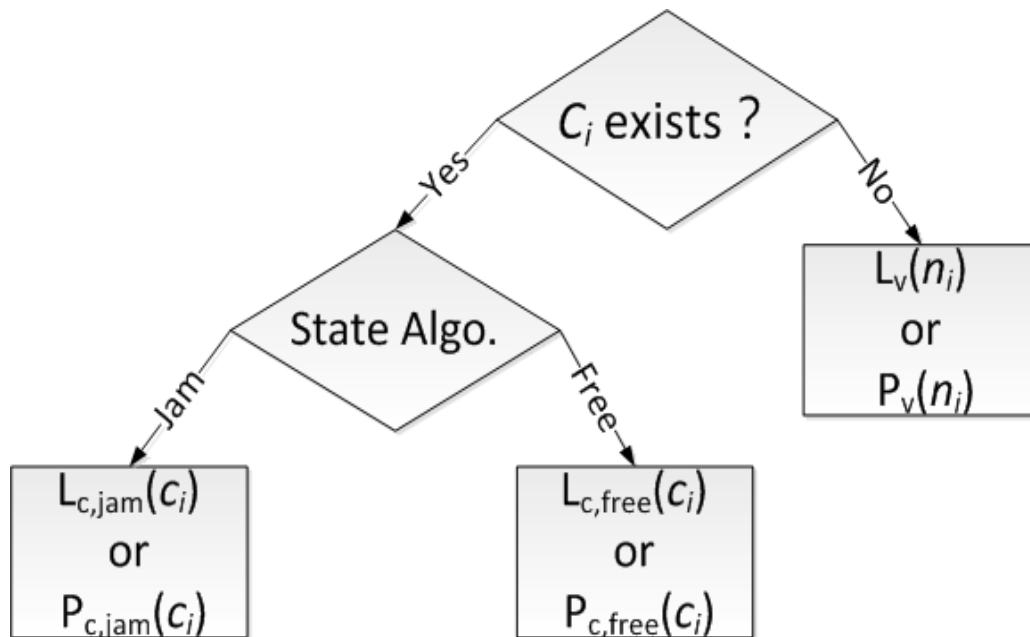 C_i exists ?
Yes
No
State Algo.
L_v(n_i)
or
P_v(n_i)
Jam
Free
L_c,jam(c_i)
or
P_c,jam(c_i)
L_c,free(c_i)
or
P_c,free(c_i)